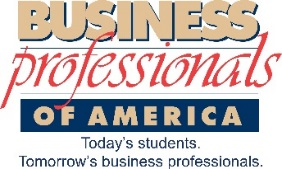 BUSINESS
professionals
OF AMERICA
Today's students.
Tomorrow's business professionals.